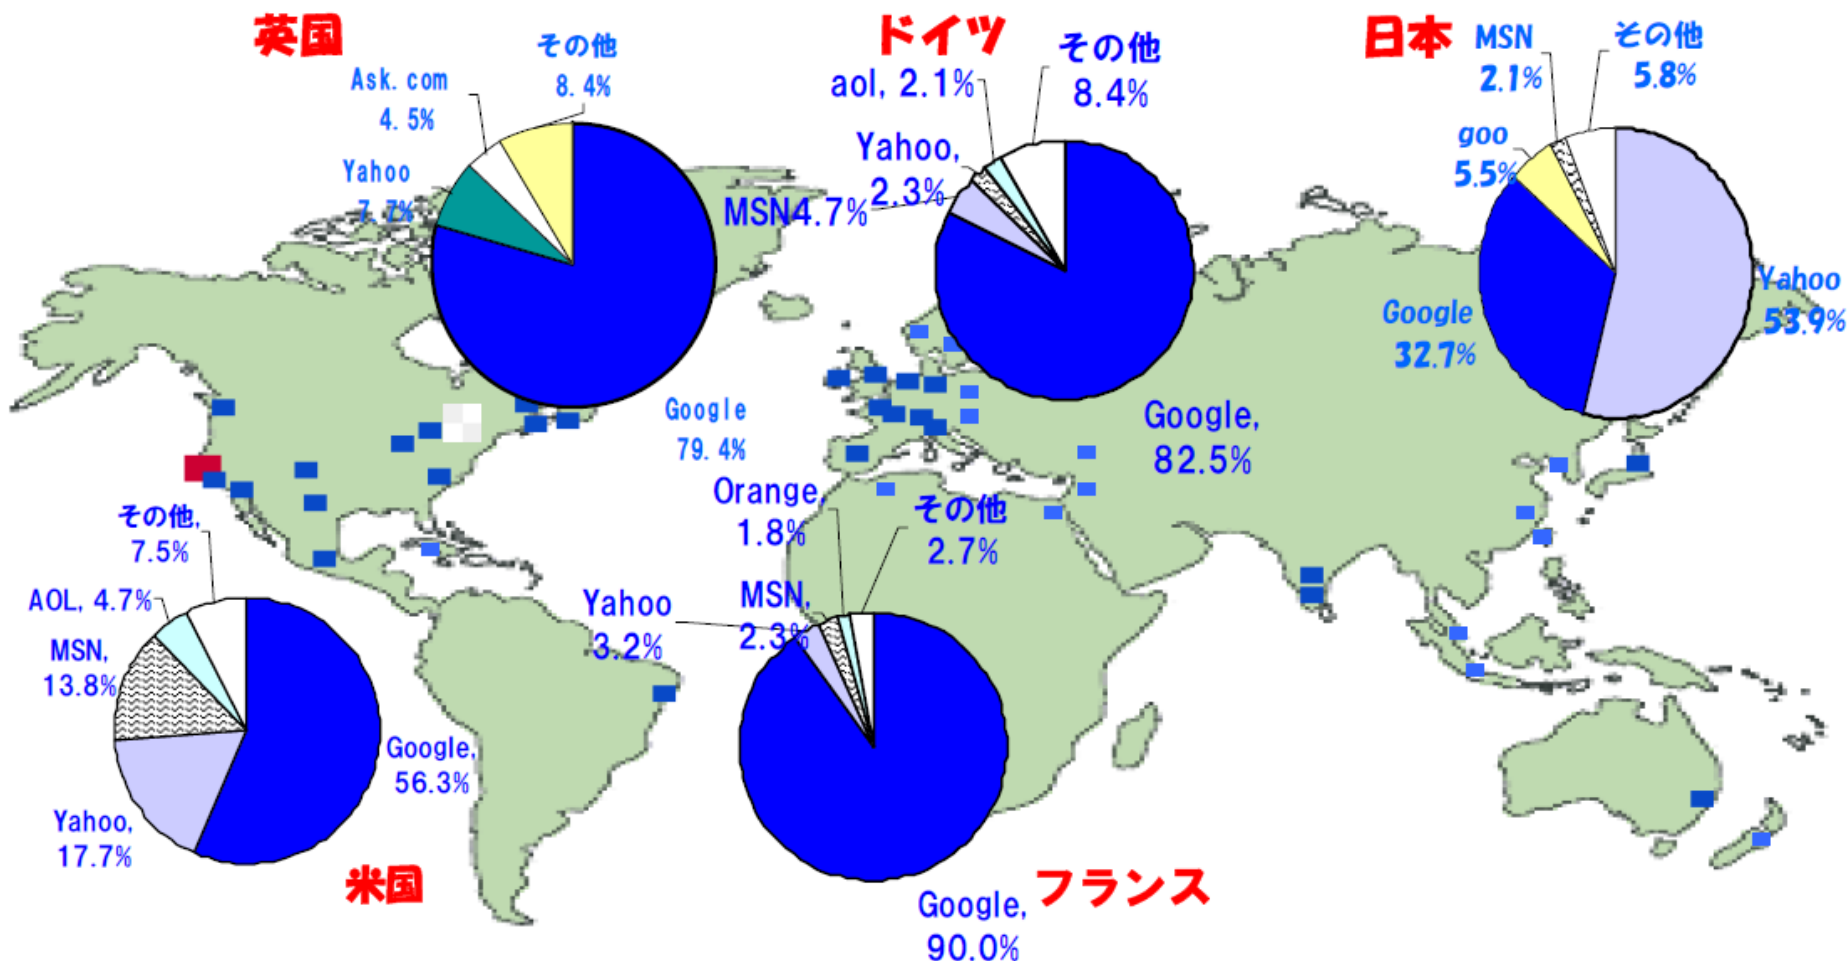 英国
その他
8.4%
Ask.com
4.5%
Yahoo
7.7%
Google
79.4%
ドイツ
その他
8.4%
aol, 2.1%
Yahoo,
2.3%
MSN4.7%
Google,
82.5%
日本
MSN
2.1%
その他
5.8%
goo
5.5%
Google
32.7%
Yahoo
53.9%
その他,
7.5%
AOL, 4.7%
MSN,
13.8%
Google,
56.3%
Yahoo,
17.7%
米国
Orange,
1.8%
その他
2.7%
Yahoo
3.2%
MSN,
2.3%
フランス
Google,
90.0%